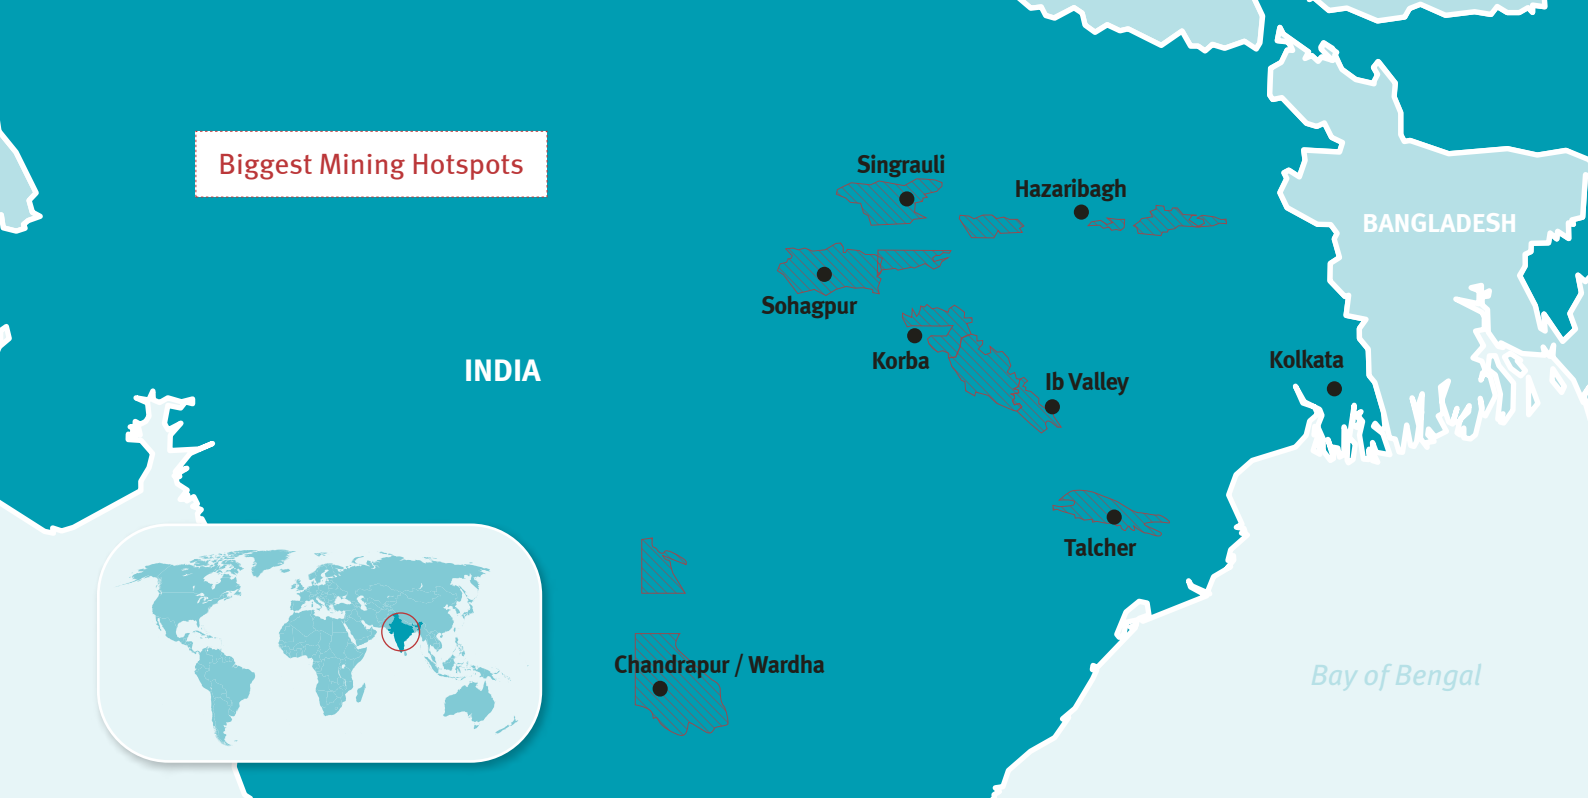 Biggest Mining Hotspots
Singrauli
Hazaribagh
BANGLADESH
Sohagpur
Korba
INDIA
Ib Valley
Kolkata
Talcher
Chandrapur / Wardha
Bay of Bengal